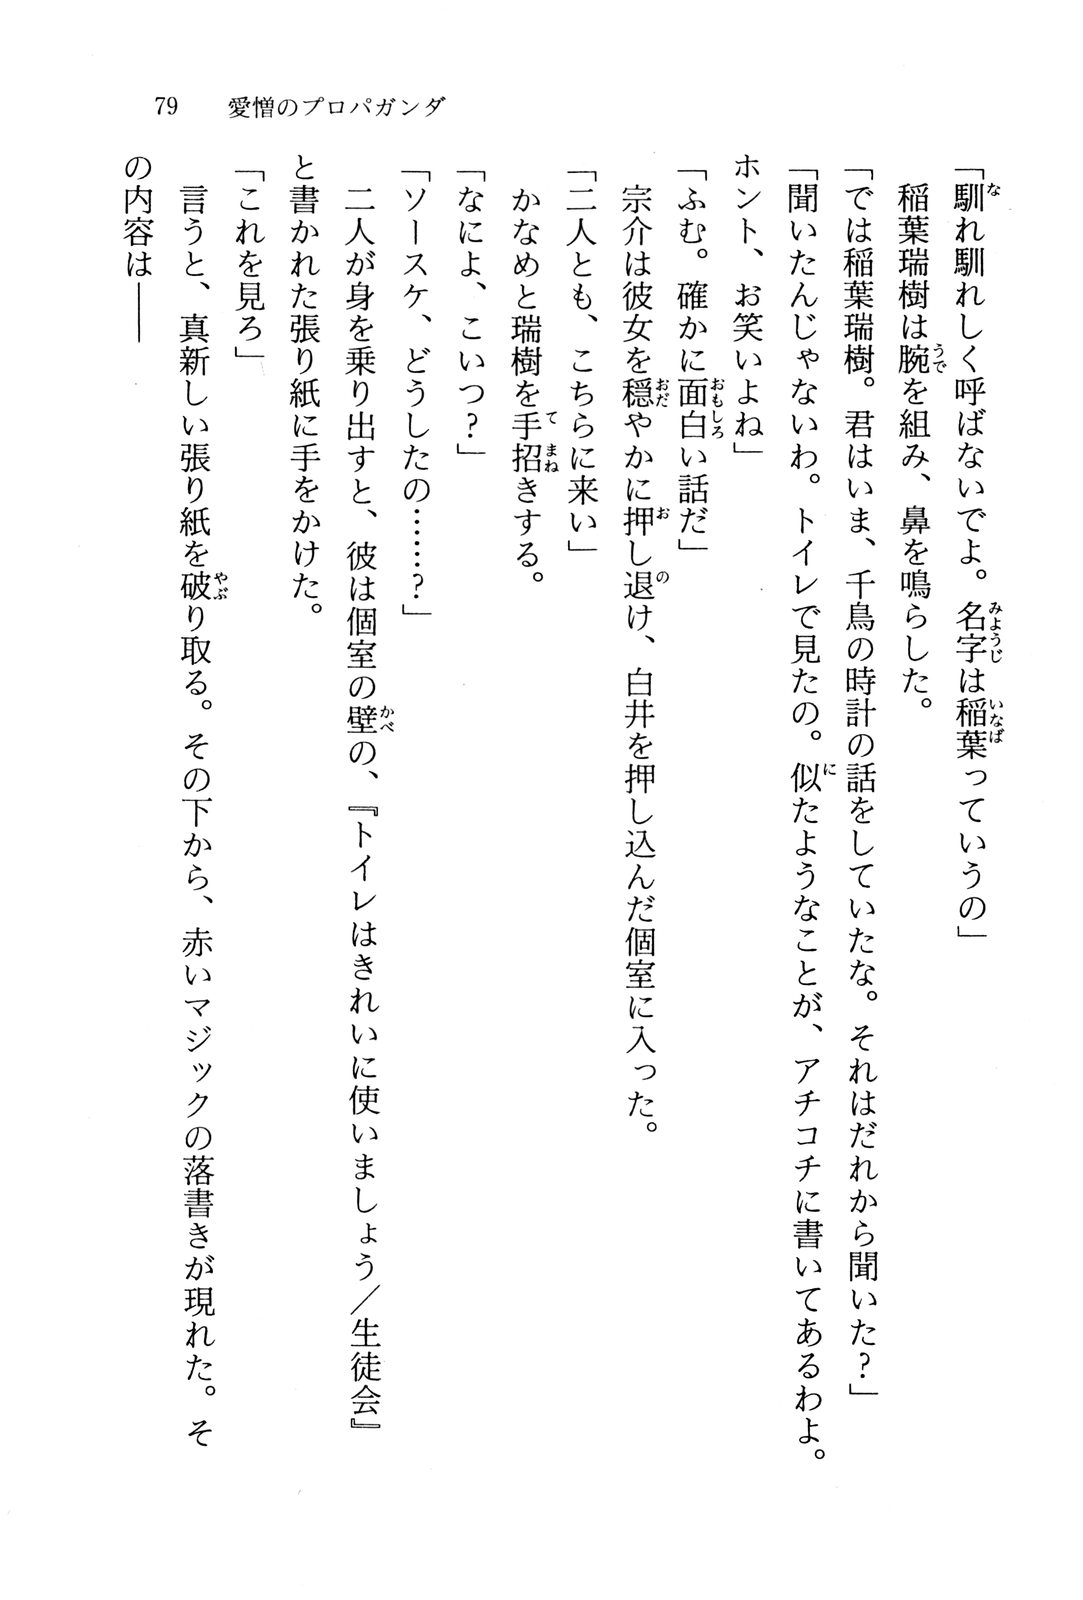 79　愛憎のプロパガンダ
「馴れ馴れしく呼ばないでよ。名字は稲葉っていうの」
　稲葉瑞樹は腕を組み、鼻を鳴らした。
「では稲葉瑞樹。君はいま、千鳥の時計の話をしていたな。それはだれから聞いた？」
「聞いたんじゃないわ。トイレで見たの。似たようなことが、アチコチに書いてあるわよ。
ホント、お笑いよね」
「ふむ。確かに面白い話だ」
　宗介は彼女を穏やかに押し退け、白井を押し込んだ個室に入った。
「二人とも、こちらに来い」
　かなめと瑞樹を手招きする。
「なによ、こいつ？」
「ソースケ、どうしたの……？」
　二人が身を乗り出すと、彼は個室の壁の、『トイレはきれいに使いましょう／生徒会』
と書かれた張り紙に手をかけた。
「これを見ろ」
　言うと、真新しい張り紙を破り取る。その下から、赤いマジックの落書きが現れた。そ
の内容は――